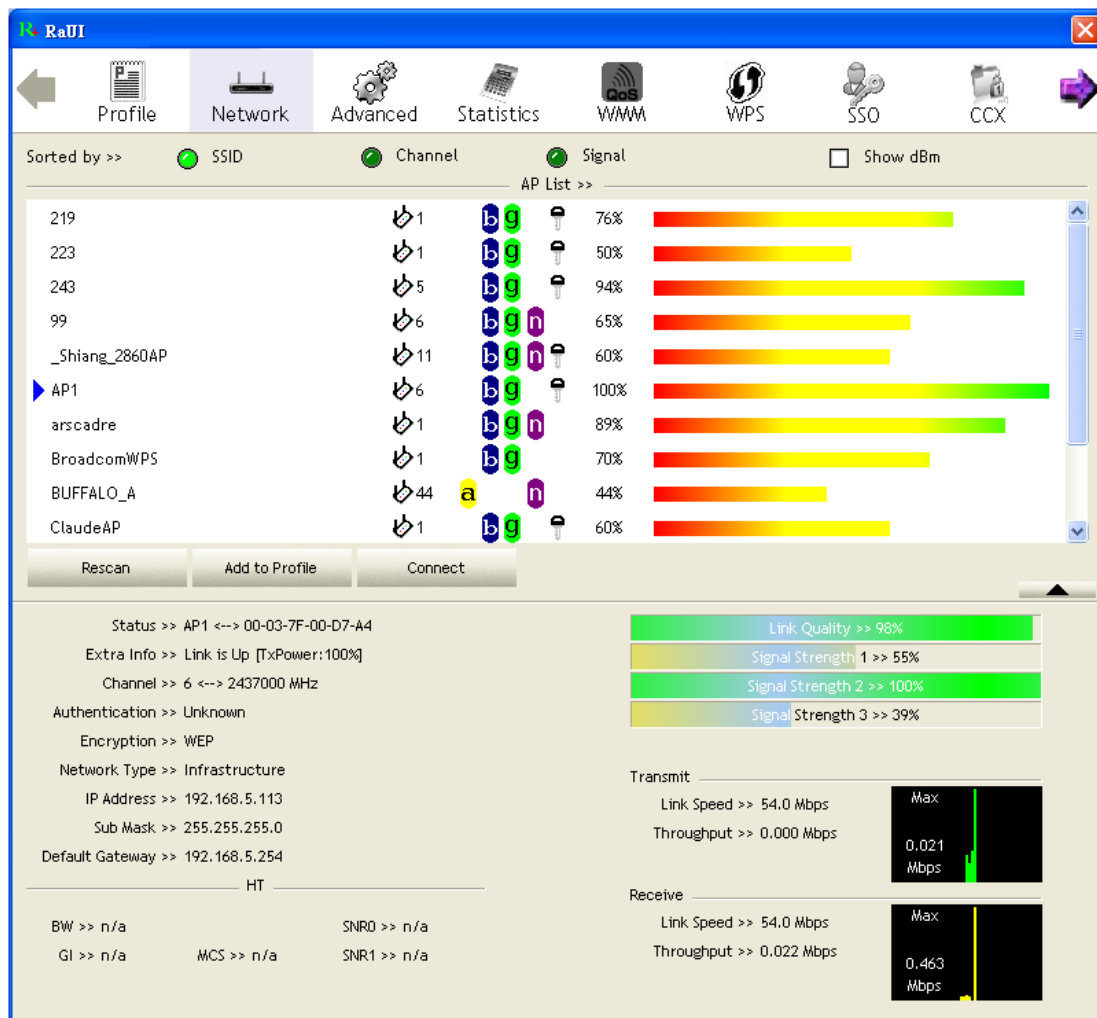 RaUI
Profile Network Advanced Statistics QoS WMM WPS SSO CCX
Sorted by >> SSID Channel Signal Show dBm
AP List >>
219 1 b g 76%
223 1 b g 50%
243 5 b g 94%
99 6 b g n 65%
_Shiang_2860AP 11 b g n 60%
AP1 6 b g 100%
arscadre 1 b g n 89%
BroadcomWPS 1 b g 70%
BUFFALO_A 44 a n 44%
ClaudeAP 1 b g 60%
Rescan Add to Profile Connect
Status >> AP1 <--> 00-03-7F-00-D7-A4
Extra Info >> Link is Up [TxPower:100%]
Channel >> 6 <--> 2437000 MHz
Authentication >> Unknown
Encryption >> WEP
Network Type >> Infrastructure
IP Address >> 192.168.5.113
Sub Mask >> 255.255.255.0
Default Gateway >> 192.168.5.254
HT
BW >> n/a SNR0 >> n/a
GI >> n/a MCS >> n/a SNR1 >> n/a
Link Quality >> 98%
Signal Strength 1 >> 55%
Signal Strength 2 >> 100%
Signal Strength 3 >> 39%
Transmit
Link Speed >> 54.0 Mbps
Throughput >> 0.000 Mbps
Max
0.021
Mbps
Receive
Link Speed >> 54.0 Mbps
Throughput >> 0.022 Mbps
Max
0.463
Mbps